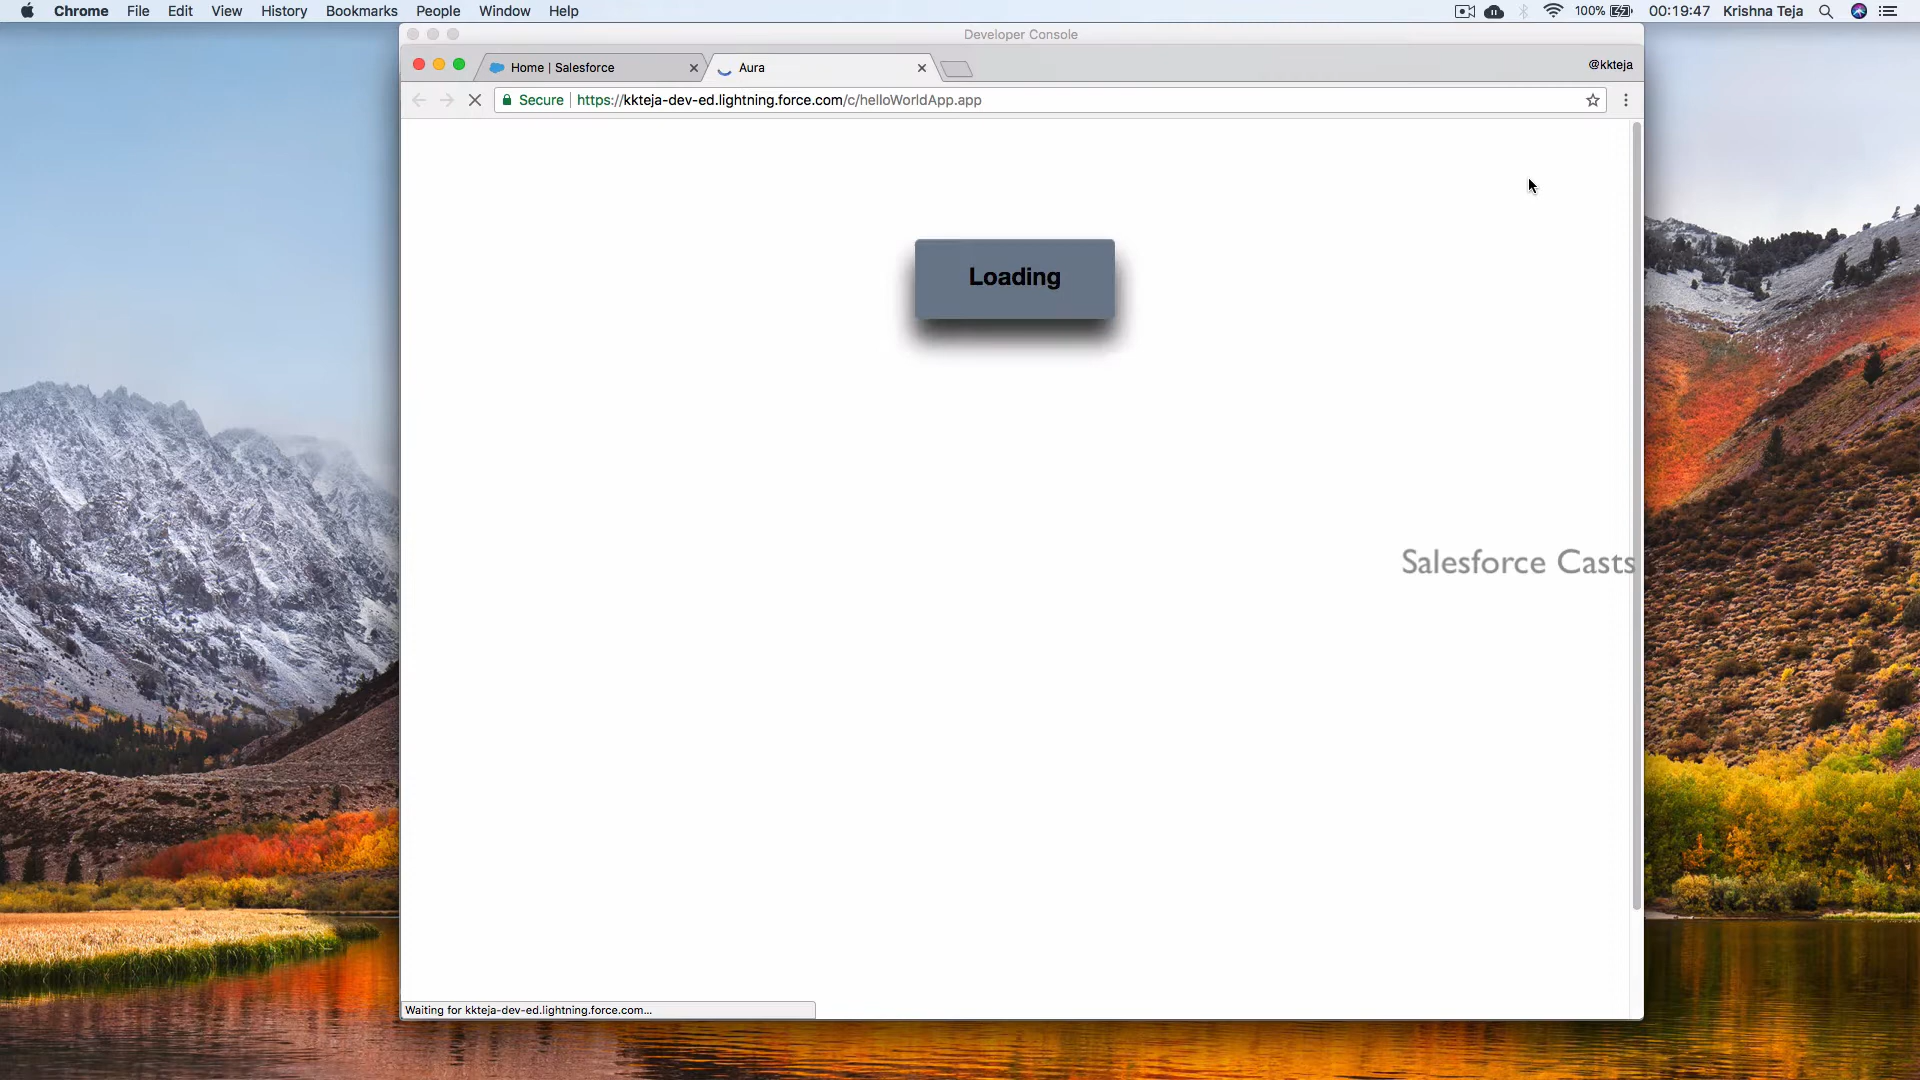 Chrome File Edit View History Bookmarks People Window Help 100% 00:19:47 Krishna Teja
Developer Console
Home | Salesforce Aura @kkteja
Secure https://kkteja-dev-ed.lightning.force.com/c/helloWorldApp.app
Loading
Salesforce Casts
Waiting for kkteja-dev-ed.lightning.force.com...